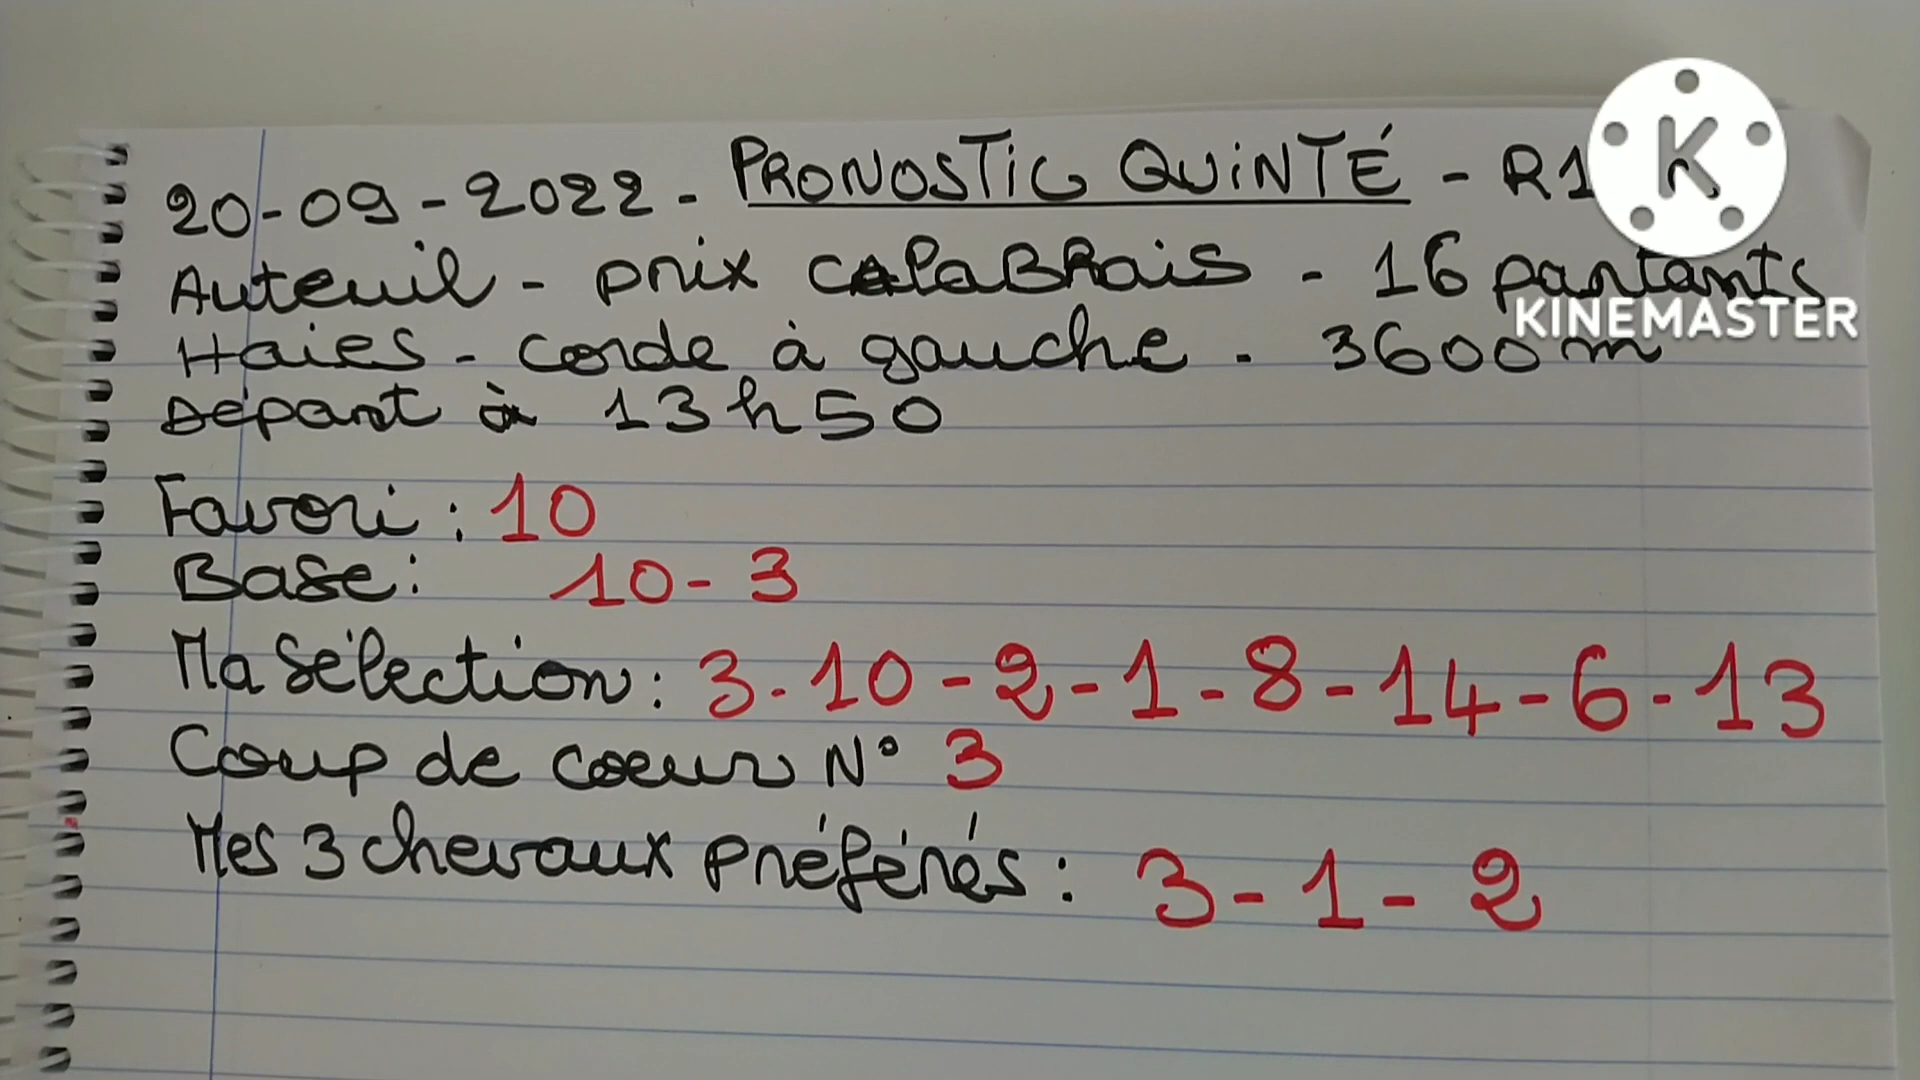 20-09-2022 - PRONOSTIC QUINTÉ - R1
Auteuil - prix CALABRAIS - 16 partants
KINEMASTER
Haies - corde à gauche - 3600m
Départ à 13h50
Favori : 10
Base : 10 - 3
Ma sélection : 3 - 10 - 2 - 1 - 8 - 14 - 6 - 13
Coup de coeur N° 3
Mes 3 chevaux préférés : 3 - 1 - 2